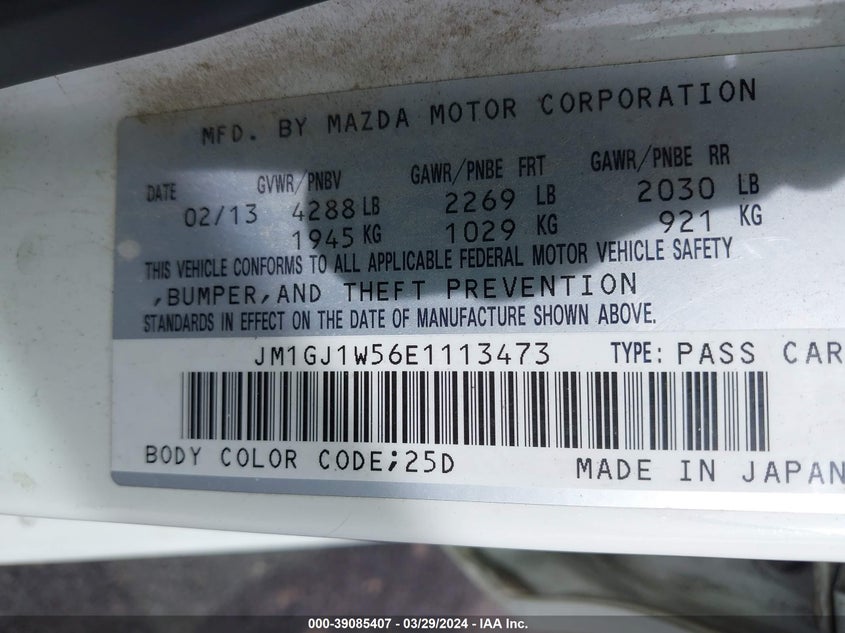 MFD. BY MAZDA MOTOR CORPORATION
DATE GVWR/PNBV GAWR/PNBE FRT GAWR/PNBE RR
02/13 4288 LB 2269 LB 2030 LB
1945 KG 1029 KG 921 KG
THIS VEHICLE CONFORMS TO ALL APPLICABLE FEDERAL MOTOR VEHICLE SAFETY
,BUMPER,AND THEFT PREVENTION
STANDARDS IN EFFECT ON THE DATE OF MANUFACTURE SHOWN ABOVE.
JM1GJ1W56E1113473 TYPE: PASS CAR
BODY COLOR CODE;25D MADE IN JAPAN
000-39085407 - 03/29/2024 - IAA Inc.